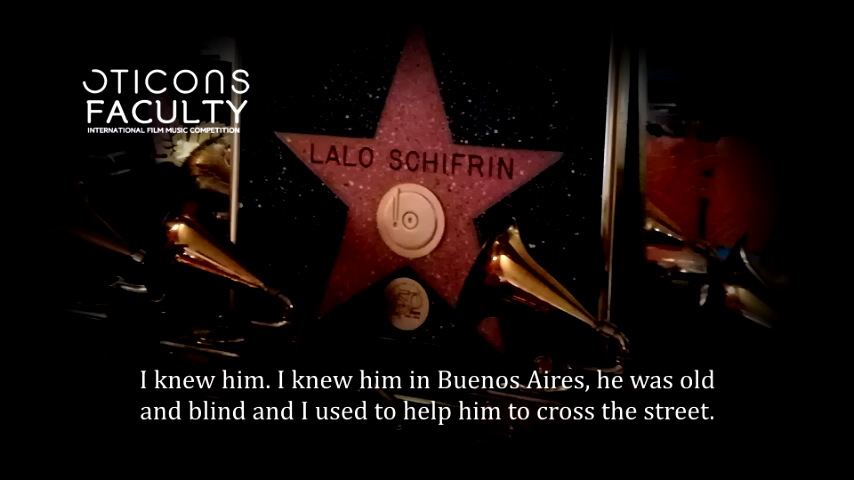 OTICONS
FACULTY
INTERNATIONAL FILM MUSIC COMPETITION
LALO SCHIFRIN
I knew him. I knew him in Buenos Aires, he was old
and blind and I used to help him to cross the street.